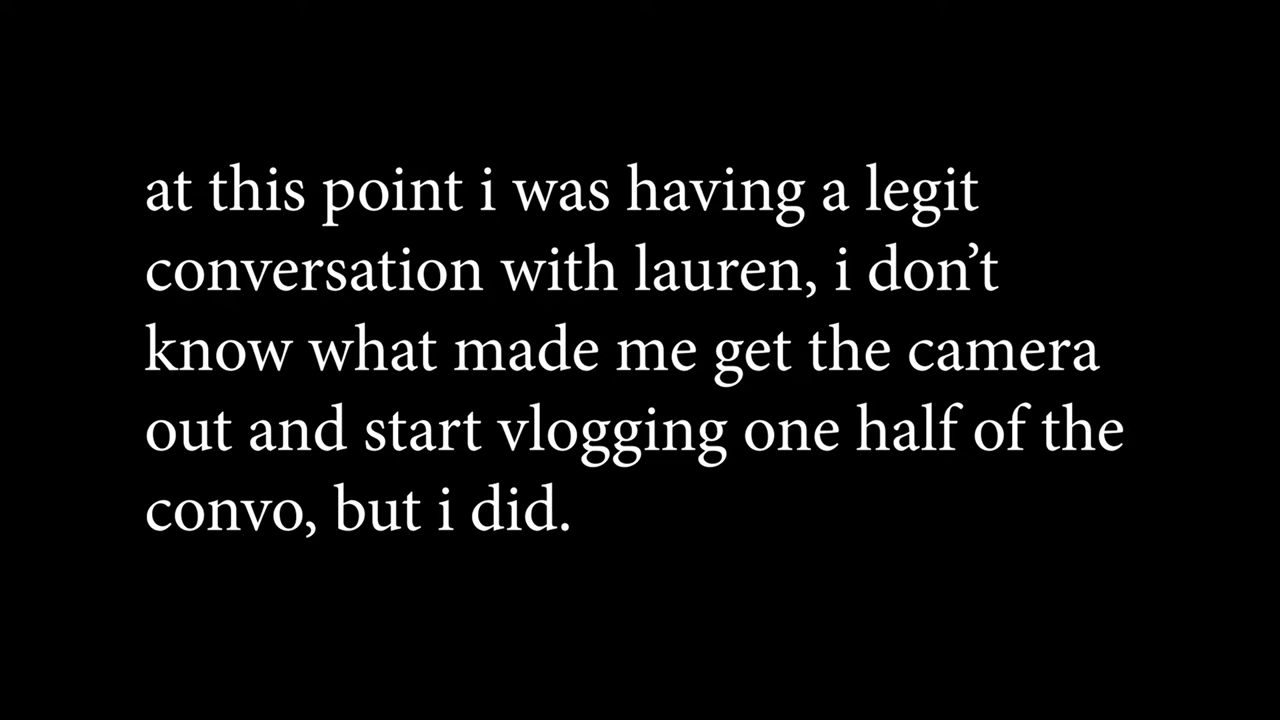 at this point i was having a legit
conversation with lauren, i don’t
know what made me get the camera
out and start vlogging one half of the
convo, but i did.